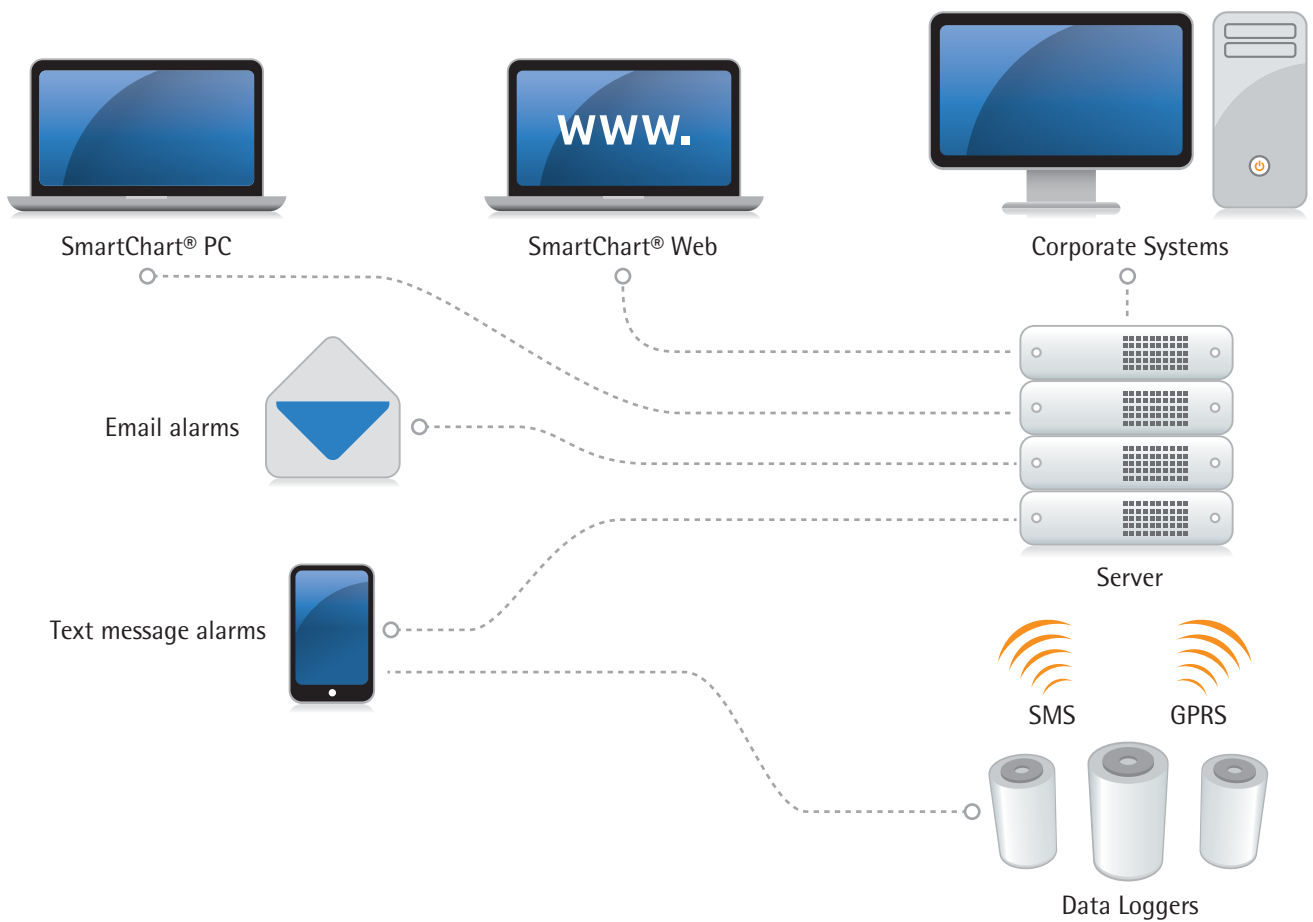 www.
SmartChart® PC
SmartChart® Web
Corporate Systems
Email alarms
Server
Text message alarms
SMS
GPRS
Data Loggers